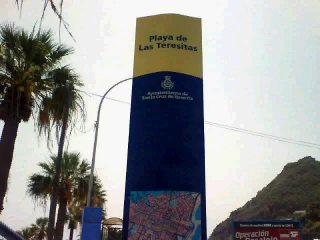 Playa de
Las Teresitas
Ayuntamiento de
Santa Cruz de Tenerife
Operación